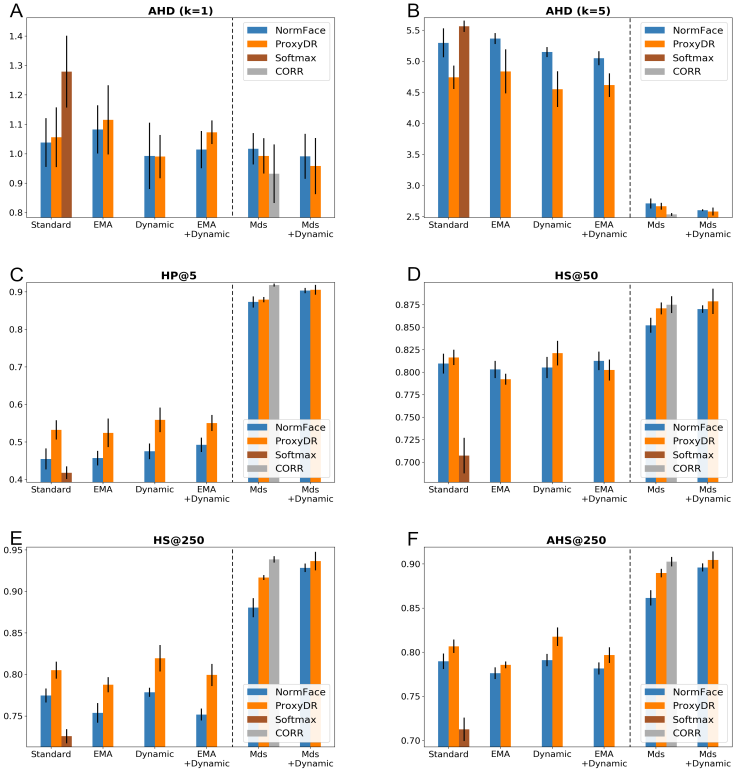 A
AHD (k=1)
1.4
1.3
1.2
1.1
1.0
0.9
0.8
NormFace
ProxyDR
Softmax
CORR
Standard EMA Dynamic EMA Mds Mds
+Dynamic +Dynamic
B
AHD (k=5)
5.5
5.0
4.5
4.0
3.5
3.0
2.5
NormFace
ProxyDR
Softmax
CORR
Standard EMA Dynamic EMA Mds Mds
+Dynamic +Dynamic
C
HP@5
0.9
0.8
0.7
0.6
0.5
0.4
NormFace
ProxyDR
Softmax
CORR
Standard EMA Dynamic EMA Mds Mds
+Dynamic +Dynamic
D
HS@50
0.875
0.850
0.825
0.800
0.775
0.750
0.725
0.700
NormFace
ProxyDR
Softmax
CORR
Standard EMA Dynamic EMA Mds Mds
+Dynamic +Dynamic
E
HS@250
0.95
0.90
0.85
0.80
0.75
NormFace
ProxyDR
Softmax
CORR
Standard EMA Dynamic EMA Mds Mds
+Dynamic +Dynamic
F
AHS@250
0.90
0.85
0.80
0.75
0.70
NormFace
ProxyDR
Softmax
CORR
Standard EMA Dynamic EMA Mds Mds
+Dynamic +Dynamic